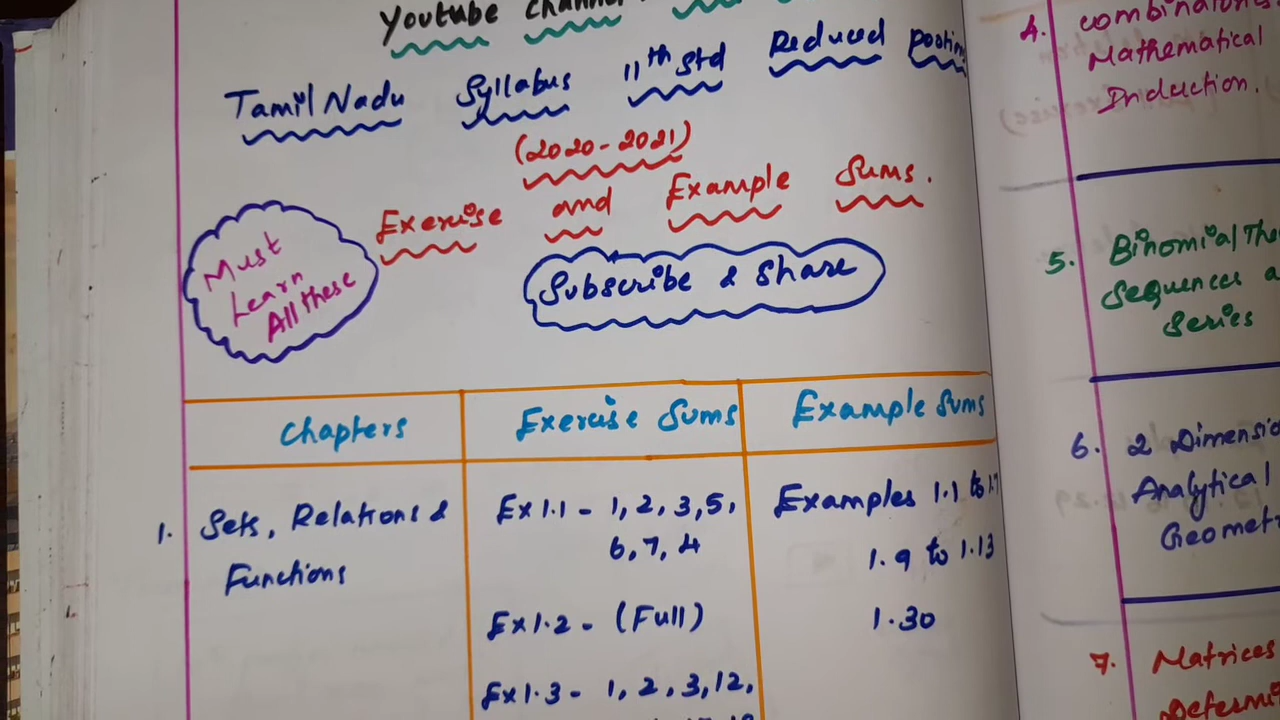 Youtube channel
Tamil Nadu Syllabus 11th Std Reduced
(2020-2021)
Exercise and Example Sums.
Must
Learn
All these
Subscribe & Share
Chapters Exercise Sums Example Sums
1. Sets, Relations & Functions
Ex 1.1 - 1, 2, 3, 5,
6, 7, 4
Ex 1.2 - (Full)
Ex 1.3 - 1, 2, 3, 12,
Examples 1.1 to
1.9 to 1.13
1.30
4.
Mathematical
Induction.
5. Binomial
Sequences
Series
6. 2
Analytical
7. Matrices